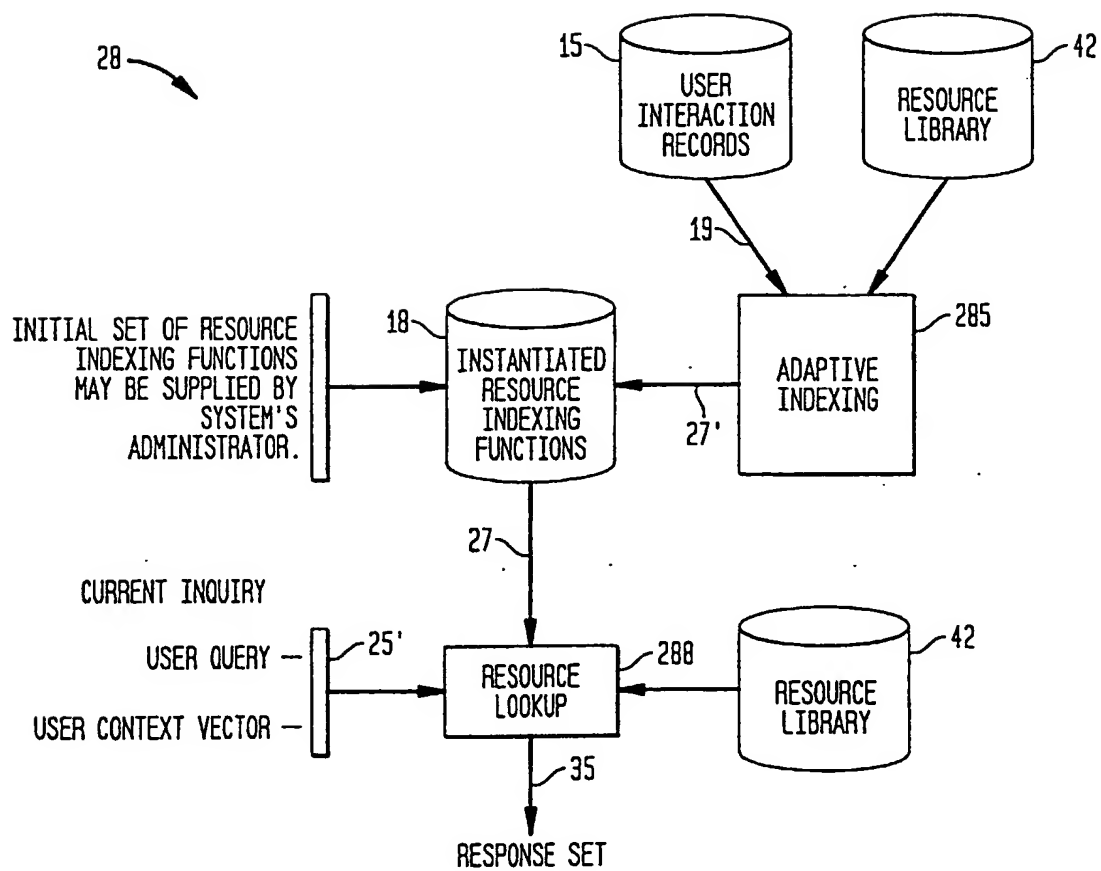 28
15
USER
INTERACTION
RECORDS
42
RESOURCE
LIBRARY
19
INITIAL SET OF RESOURCE
INDEXING FUNCTIONS
MAY BE SUPPLIED BY
SYSTEM'S
ADMINISTRATOR.
18
INSTANTIATED
RESOURCE
INDEXING
FUNCTIONS
27'
285
ADAPTIVE
INDEXING
27
CURRENT INQUIRY
USER QUERY
25'
USER CONTEXT VECTOR
288
RESOURCE
LOOKUP
42
RESOURCE
LIBRARY
35
RESPONSE SET